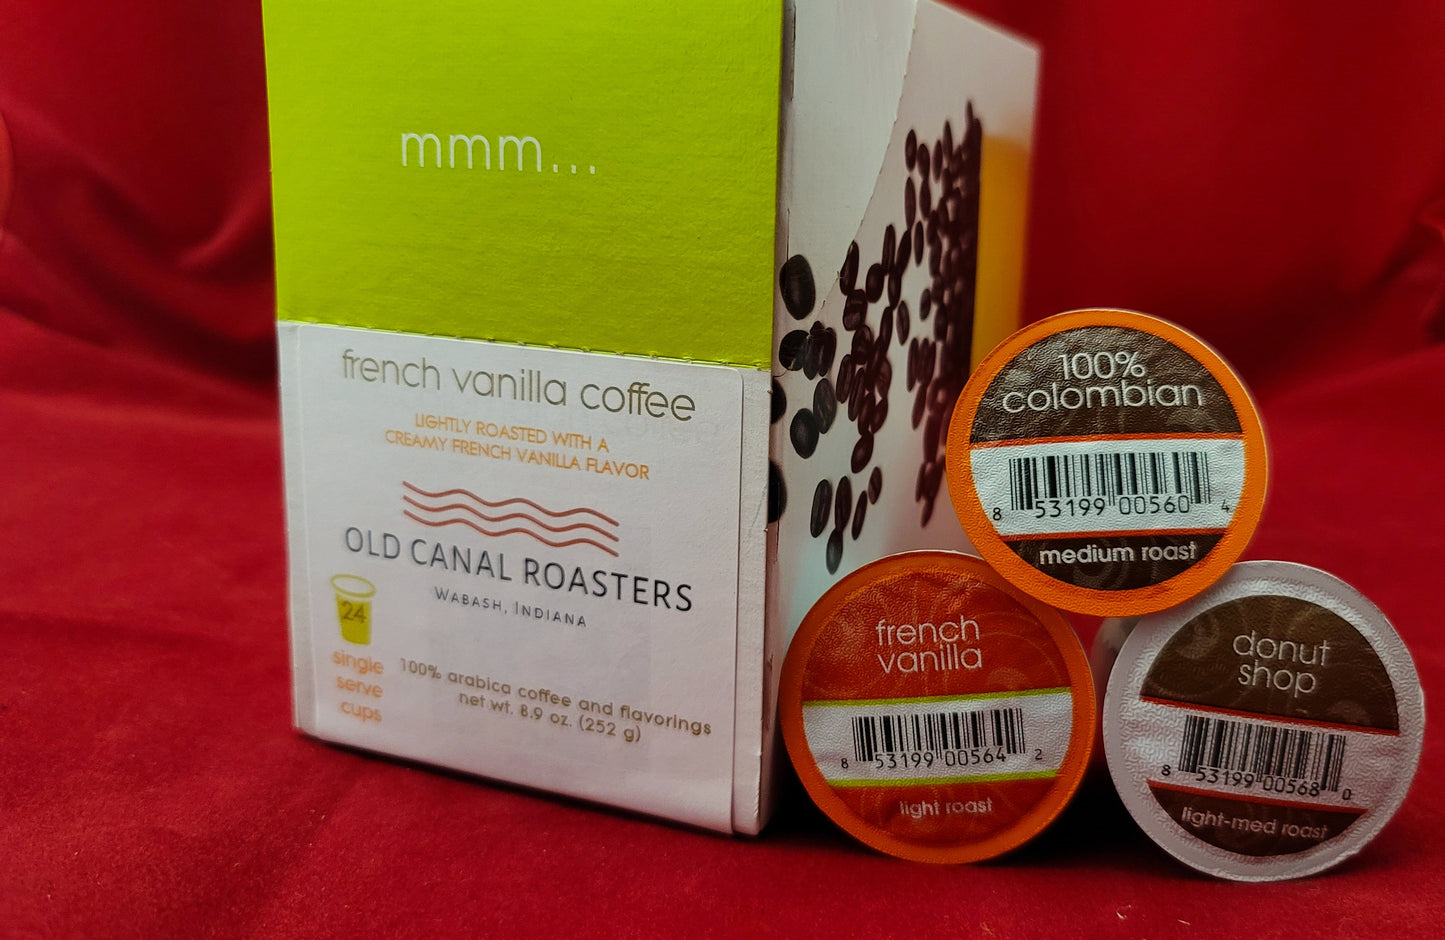 mmm...
french vanilla coffee
LIGHTLY ROASTED WITH A
CREAMY FRENCH VANILLA FLAVOR
OLD CANAL ROASTERS
WABASH, INDIANA
24
single
serve
cups
100% arabica coffee and flavorings
net wt. 8.9 oz. (252 g)
100%
colombian
8 53199 00560 4
medium roast
french
vanilla
8 53199 00564 2
light roast
donut
shop
8 53199 00568 0
light-med roast